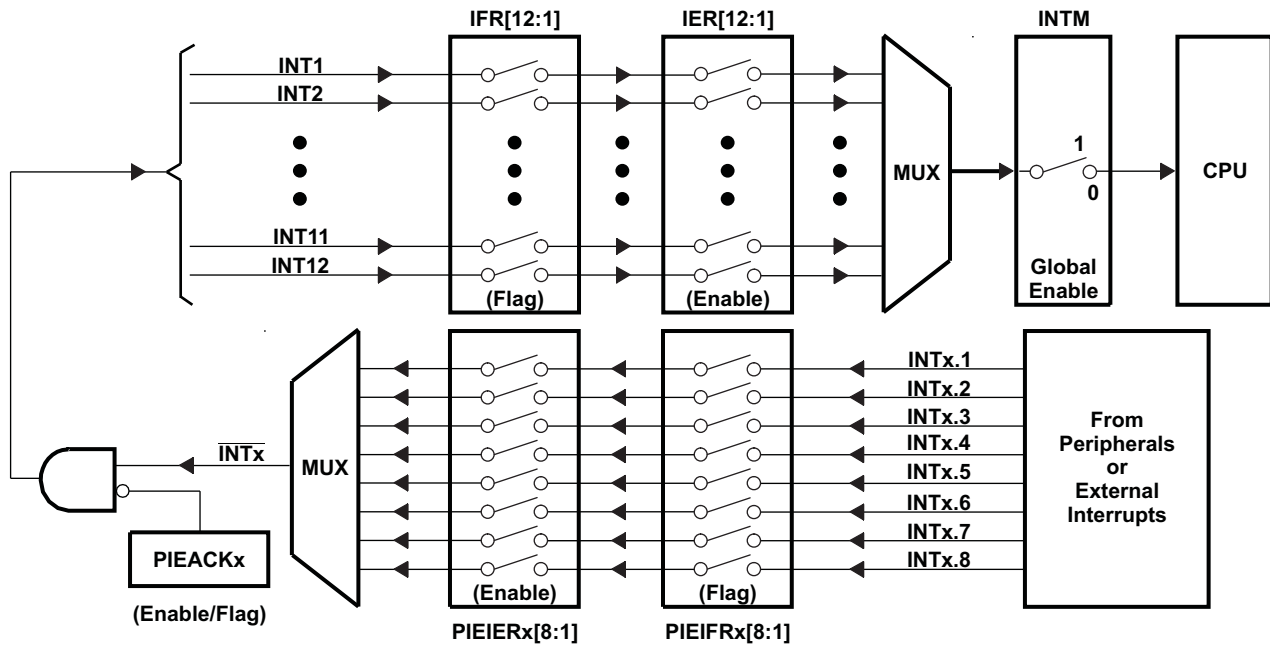 IFR[12:1]
IER[12:1]
INTM
INT1
INT2
1
MUX
CPU
0
INT11
INT12
Global
Enable
(Flag)
(Enable)
INTx.1
INTx.2
INTx.3
INTx.4
INTx.5
INTx.6
INTx.7
INTx.8
From
Peripherals
or
External
Interrupts
INTx
MUX
PIEACKx
(Enable)
(Flag)
(Enable/Flag)
PIEIERx[8:1]
PIEIFRx[8:1]